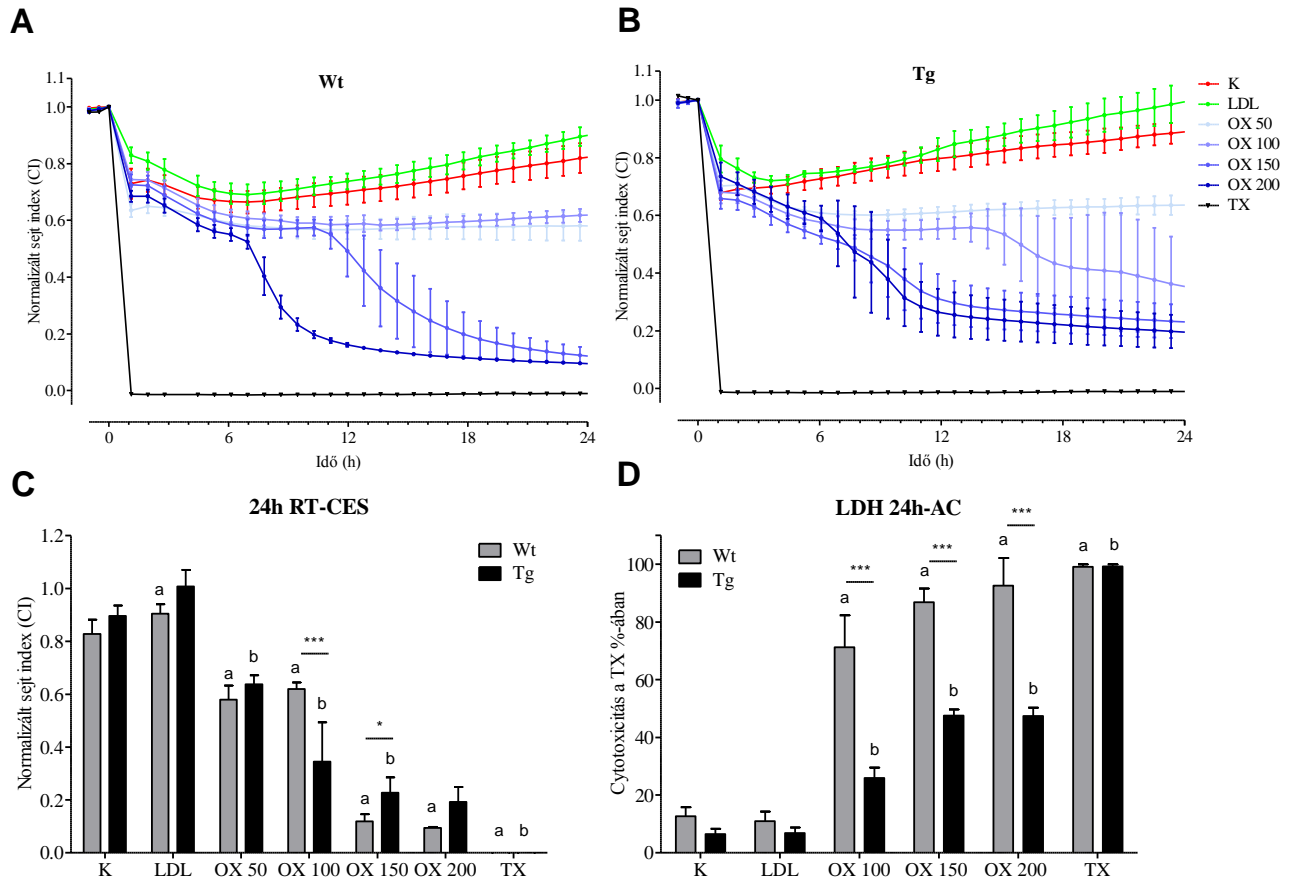 A
Wt
Normalizált sejt index (CI)
1.1
1.0
0.8
0.6
0.4
0.2
0.0
0 6 12 18 24
Idő (h)
B
Tg
Normalizált sejt index (CI)
1.1
1.0
0.8
0.6
0.4
0.2
0.0
0 6 12 18 24
Idő (h)
K
LDL
OX 50
OX 100
OX 150
OX 200
TX
C
24h RT-CES
Normalizált sejt index (CI)
1.2
1.0
0.8
0.6
0.4
0.2
0.0
Wt
Tg
a
a b
a *** b
a * b
a
a b
K LDL OX 50 OX 100 OX 150 OX 200 TX
D
LDH 24h-AC
Cytotoxicitás a TX %-ában
100
80
60
40
20
0
Wt
Tg
a *** b
a *** b
a *** b
a b
K LDL OX 100 OX 150 OX 200 TX